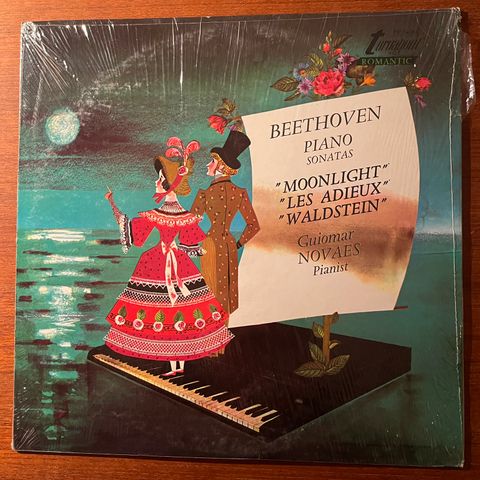 Turnabout
ROMANTIC
BEETHOVEN
PIANO
SONATAS
"MOONLIGHT"
"LES ADIEUX"
"WALDSTEIN"
Guiomar
NOVAES
Pianist